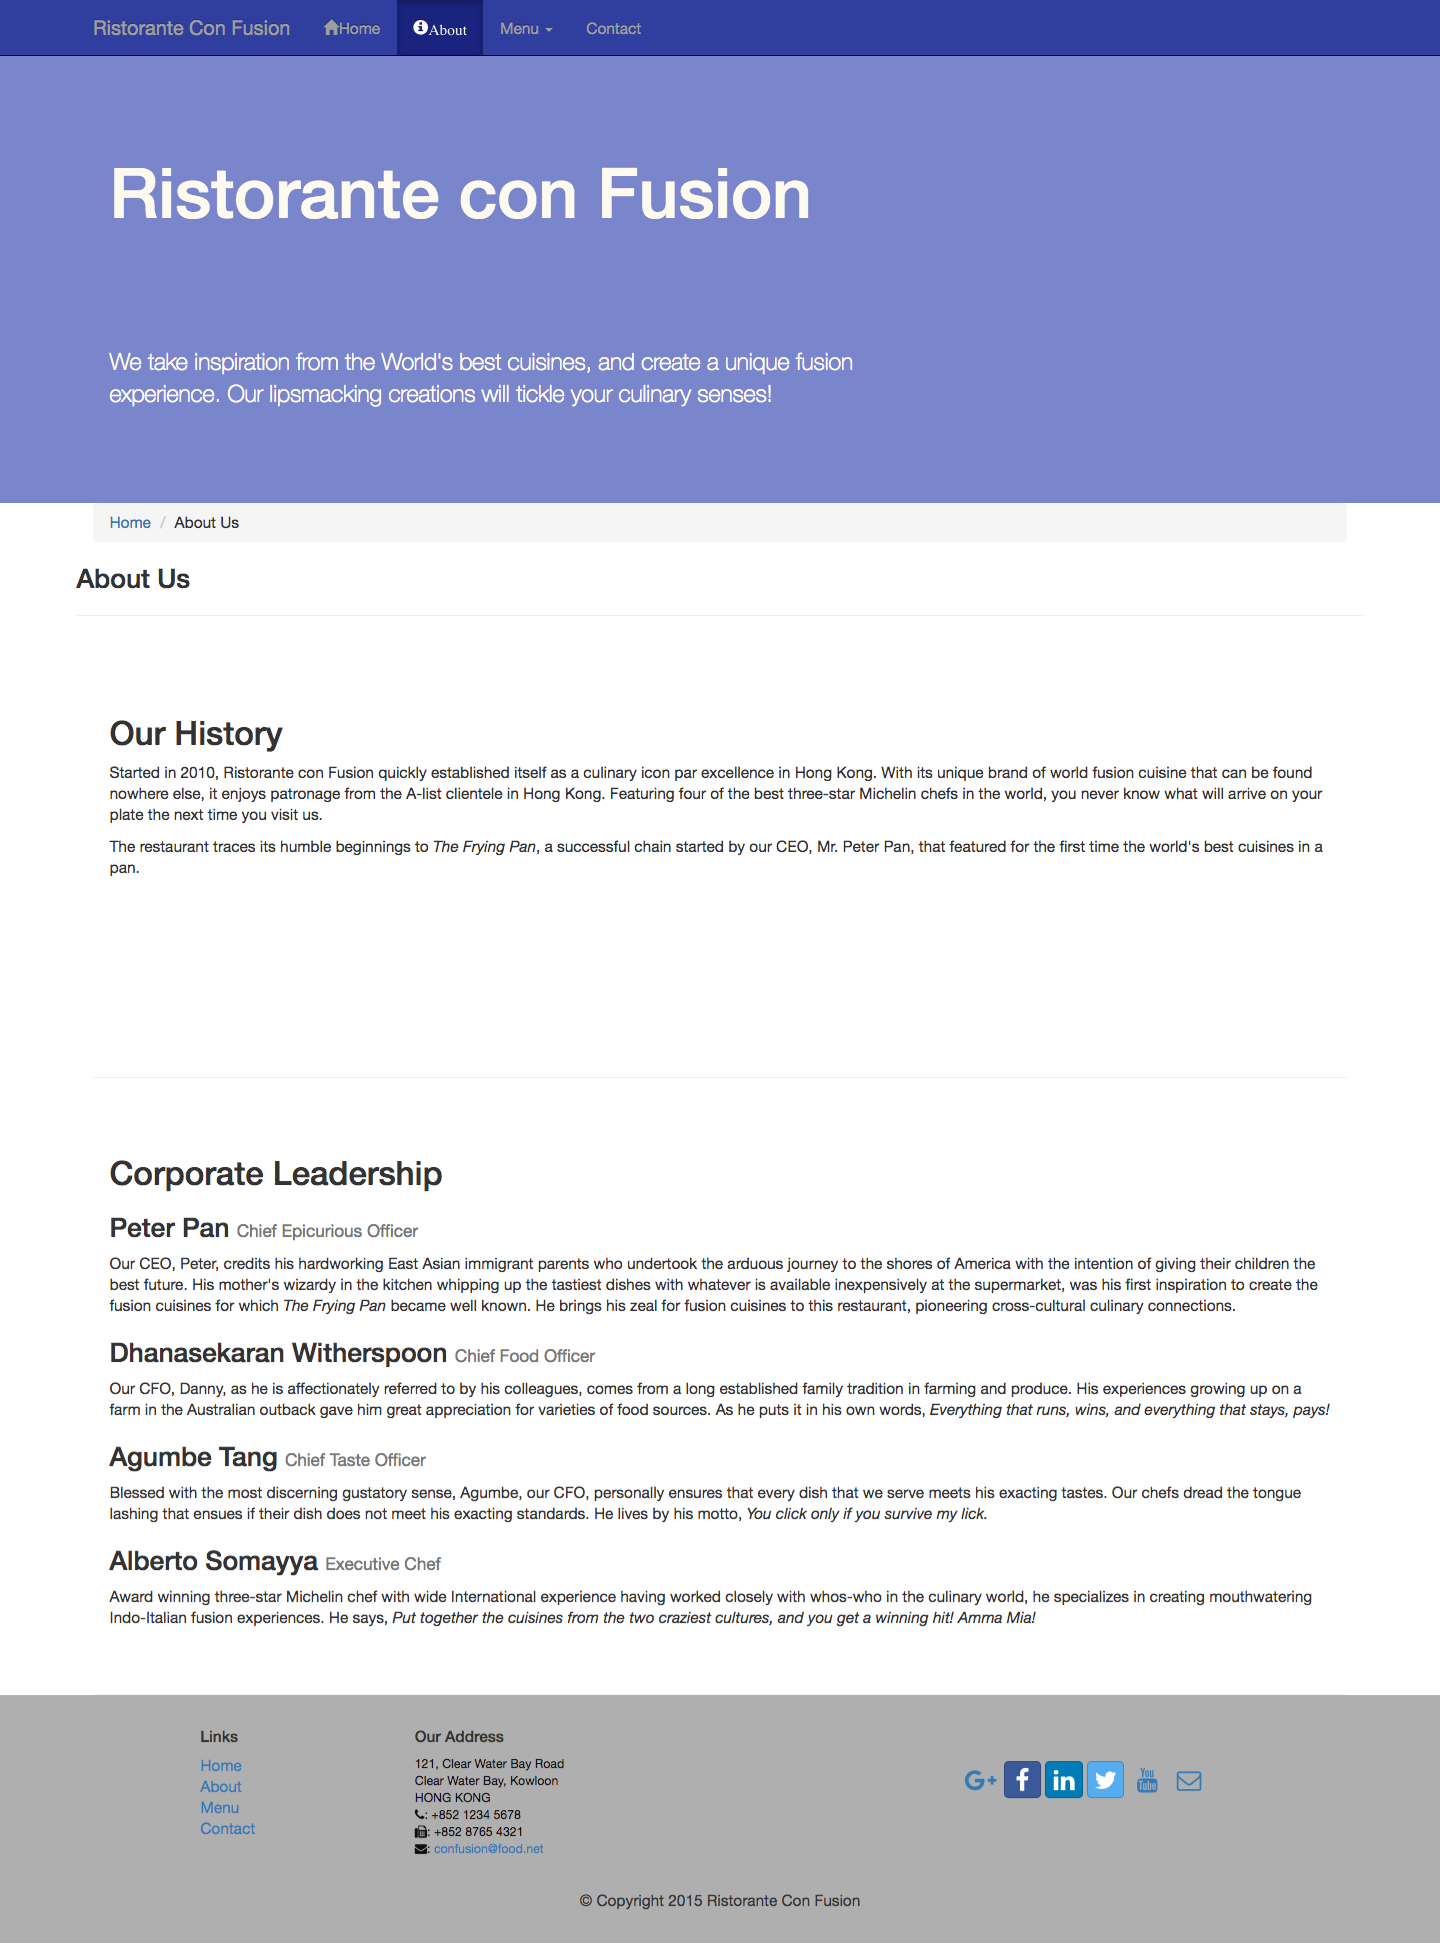 Ristorante Con Fusion Home About Menu Contact
Ristorante con Fusion
We take inspiration from the World's best cuisines, and create a unique fusion
experience. Our lipsmacking creations will tickle your culinary senses!
Home / About Us
About Us
Our History
Started in 2010, Ristorante con Fusion quickly established itself as a culinary icon par excellence in Hong Kong. With its unique brand of world fusion cuisine that can be found
nowhere else, it enjoys patronage from the A-list clientele in Hong Kong. Featuring four of the best three-star Michelin chefs in the world, you never know what will arrive on your
plate the next time you visit us.
The restaurant traces its humble beginnings to The Frying Pan, a successful chain started by our CEO, Mr. Peter Pan, that featured for the first time the world's best cuisines in a
pan.
Corporate Leadership
Peter Pan Chief Epicurious Officer
Our CEO, Peter, credits his hardworking East Asian immigrant parents who undertook the arduous journey to the shores of America with the intention of giving their children the
best future. His mother's wizardy in the kitchen whipping up the tastiest dishes with whatever is available inexpensively at the supermarket, was his first inspiration to create the
fusion cuisines for which The Frying Pan became well known. He brings his zeal for fusion cuisines to this restaurant, pioneering cross-cultural culinary connections.
Dhanasekaran Witherspoon Chief Food Officer
Our CFO, Danny, as he is affectionately referred to by his colleagues, comes from a long established family tradition in farming and produce. His experiences growing up on a
farm in the Australian outback gave him great appreciation for varieties of food sources. As he puts it in his own words, Everything that runs, wins, and everything that stays, pays!
Agumbe Tang Chief Taste Officer
Blessed with the most discerning gustatory sense, Agumbe, our CFO, personally ensures that every dish that we serve meets his exacting tastes. Our chefs dread the tongue
lashing that ensues if their dish does not meet his exacting standards. He lives by his motto, You click only if you survive my lick.
Alberto Somayya Executive Chef
Award winning three-star Michelin chef with wide International experience having worked closely with whos-who in the culinary world, he specializes in creating mouthwatering
Indo-Italian fusion experiences. He says, Put together the cuisines from the two craziest cultures, and you get a winning hit! Amma Mia!
Links
Home
About
Menu
Contact
Our Address
121, Clear Water Bay Road
Clear Water Bay, Kowloon
HONG KONG
: +852 1234 5678
: +852 8765 4321
: confusion@food.net
G+ f in You Tube
© Copyright 2015 Ristorante Con Fusion